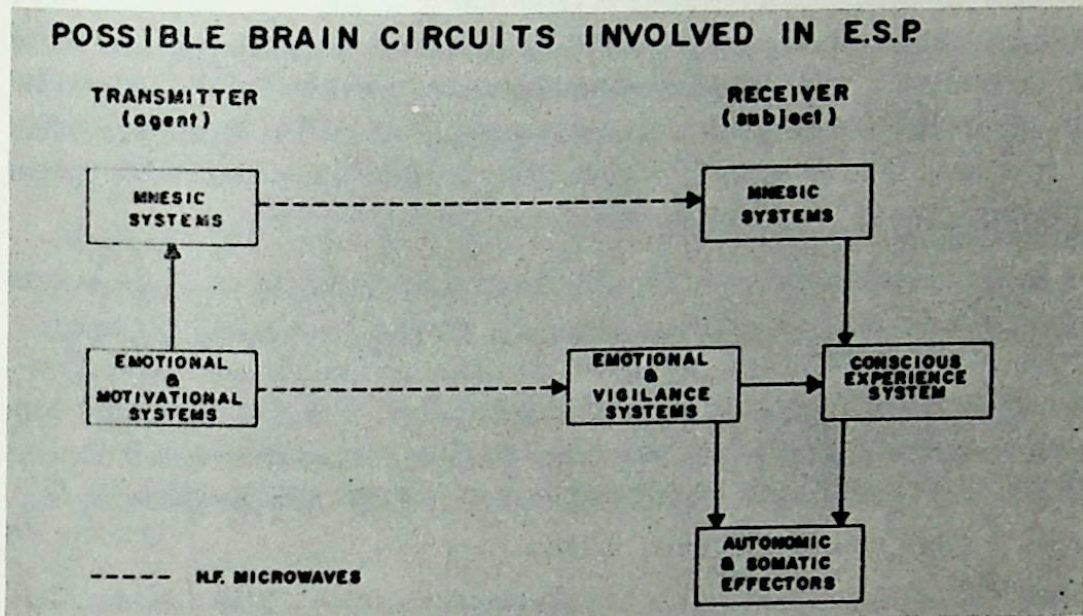 POSSIBLE BRAIN CIRCUITS INVOLVED IN E.S.P.
TRANSMITTER
(agent)
RECEIVER
(subject)
MNESIC
SYSTEMS
MNESIC
SYSTEMS
EMOTIONAL
&
MOTIVATIONAL
SYSTEMS
EMOTIONAL
&
VIGILANCE
SYSTEMS
CONSCIOUS
EXPERIENCE
SYSTEM
AUTONOMIC
& SOMATIC
EFFECTORS
H.F. MICROWAVES